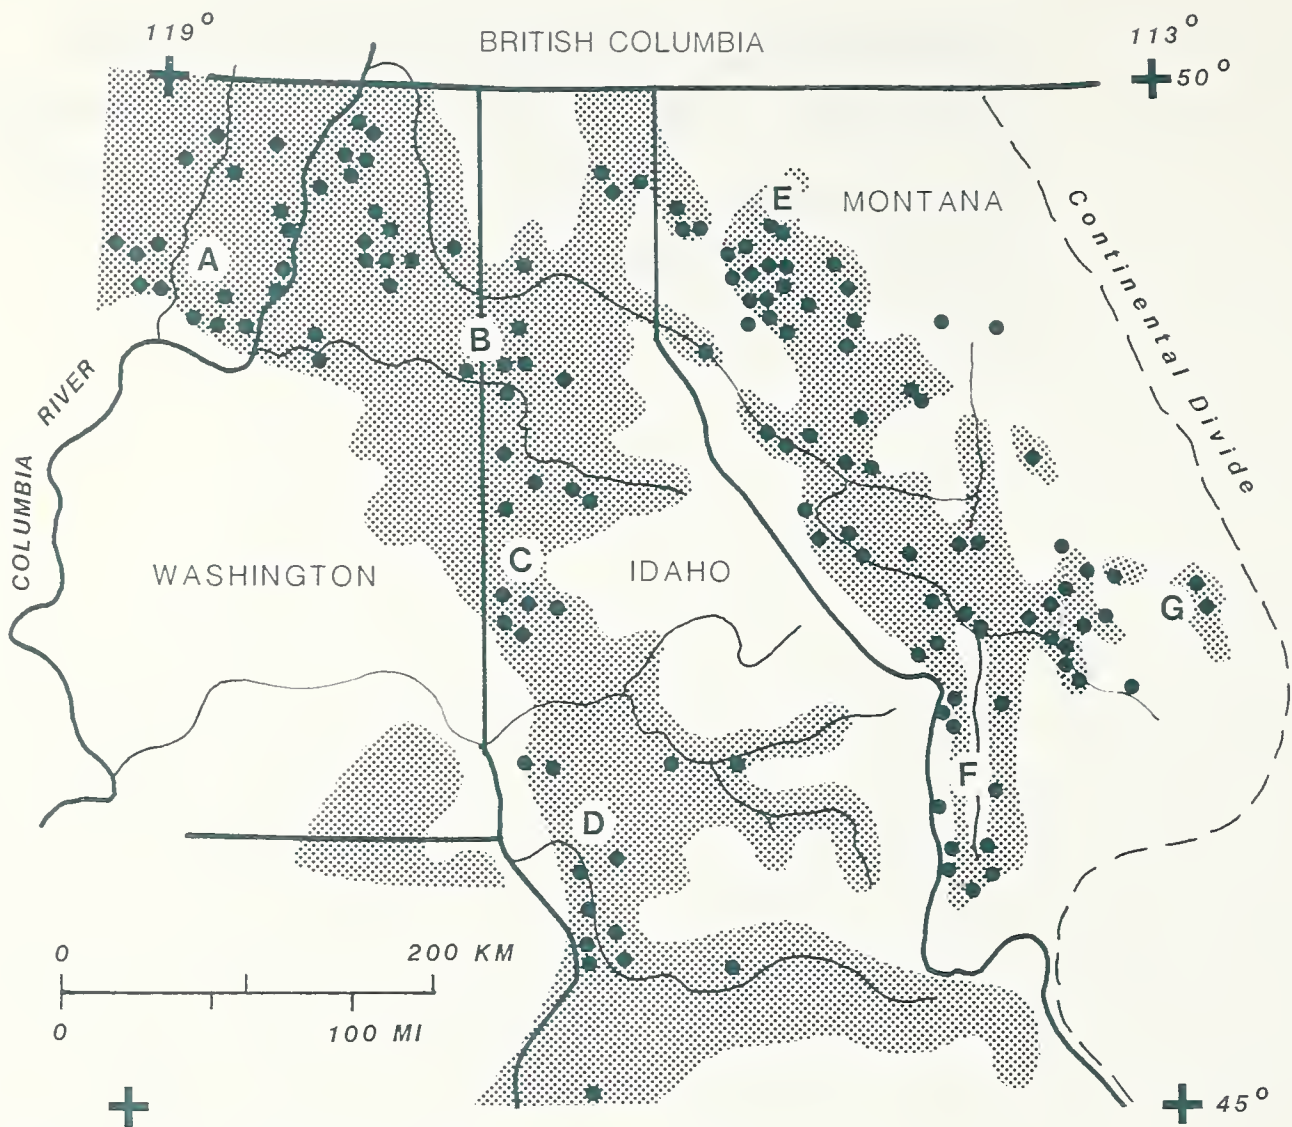 119°
BRITISH COLUMBIA
113°
50°
E
MONTANA
Continental Divide
A
B
COLUMBIA RIVER
WASHINGTON
C
IDAHO
G
F
D
0 200 KM
0 100 MI
45°